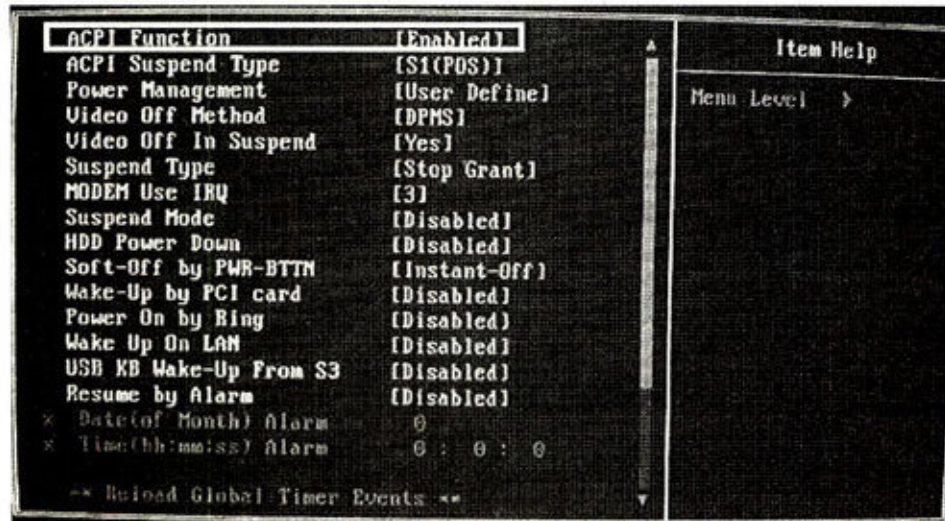 ACPI Function [Enabled]
ACPI Suspend Type [S1(POS)]
Power Management [User Define]
Video Off Method [DPMS]
Video Off In Suspend [Yes]
Suspend Type [Stop Grant]
MODEM Use IRQ [3]
Suspend Mode [Disabled]
HDD Power Down [Disabled]
Soft-Off by PWR-BTTN [Instant-Off]
Wake-Up by PCI card [Disabled]
Power On by Ring [Disabled]
Wake Up On LAN [Disabled]
USB KB Wake-Up From S3 [Disabled]
Resume by Alarm [Disabled]
x Date(of Month) Alarm 0
x Time(hh:mm:ss) Alarm 0 : 0 : 0
** Reload Global Timer Events **
Item Help
Menu Level